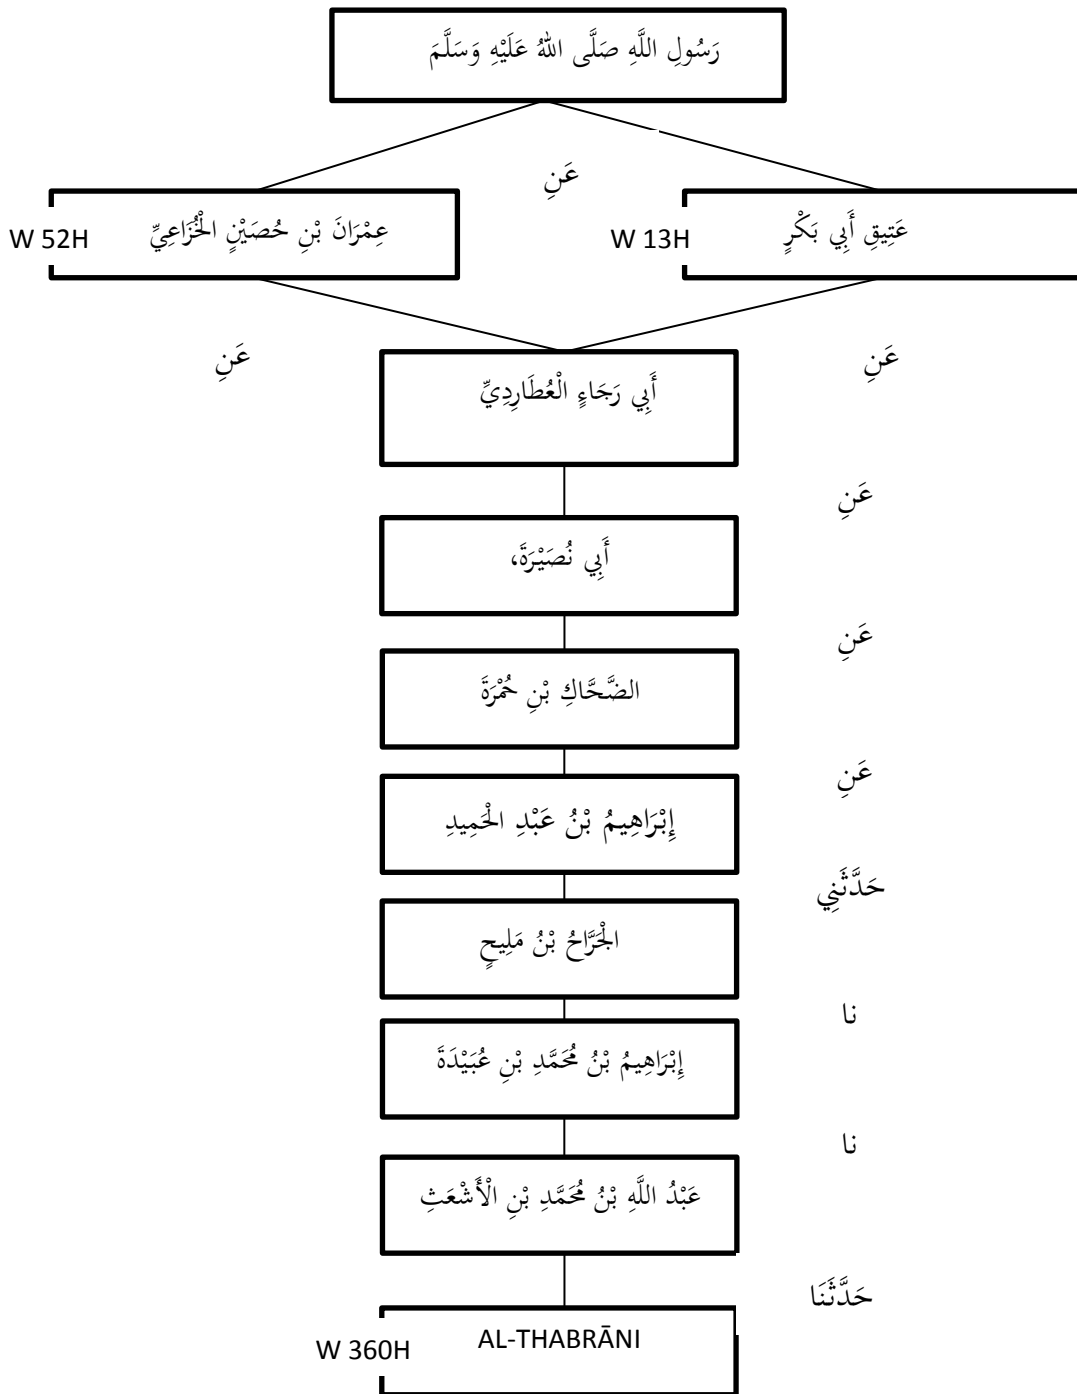 رَسُولِ اللَّهِ صَلَّى اللهُ عَلَيْهِ وَسَلَّمَ
عَنِ
W 52H
عِمْرَانَ بْنِ حُصَيْنٍ الْخُزَاعِيِّ
W 13H
عَتِيقِ أَبِي بَكْرٍ
عَنِ
عَنِ
أَبِي رَجَاءٍ الْعُطَارِدِيِّ
عَنِ
أَبِي نُصَيْرَةَ،
عَنِ
الضَّحَّاكِ بْنِ حُمْرَةَ
عَنِ
إِبْرَاهِيمُ بْنُ عَبْدِ الْحَمِيدِ
حَدَّثَنِي
الْجَرَّاحُ بْنُ مَلِيحٍ
نا
إِبْرَاهِيمُ بْنُ مُحَمَّدِ بْنِ عُبَيْدَةَ
نا
عَبْدُ اللَّهِ بْنُ مُحَمَّدِ بْنِ الْأَشْعَثِ
حَدَّثَنَا
AL-THABRĀNI
W 360H